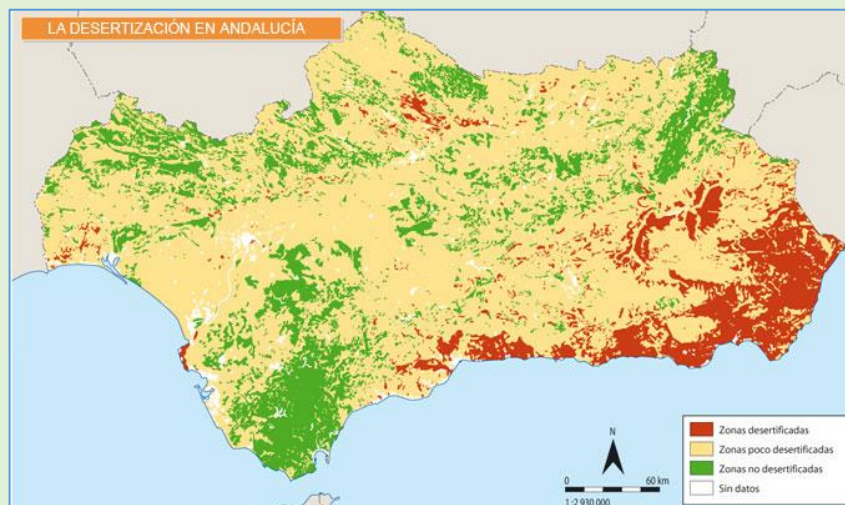 LA DESERTIZACIÓN EN ANDALUCÍA
Zonas desertificadas
Zonas poco desertificadas
Zonas no desertificadas
Sin datos
N
0 60 km
1:2 930 000